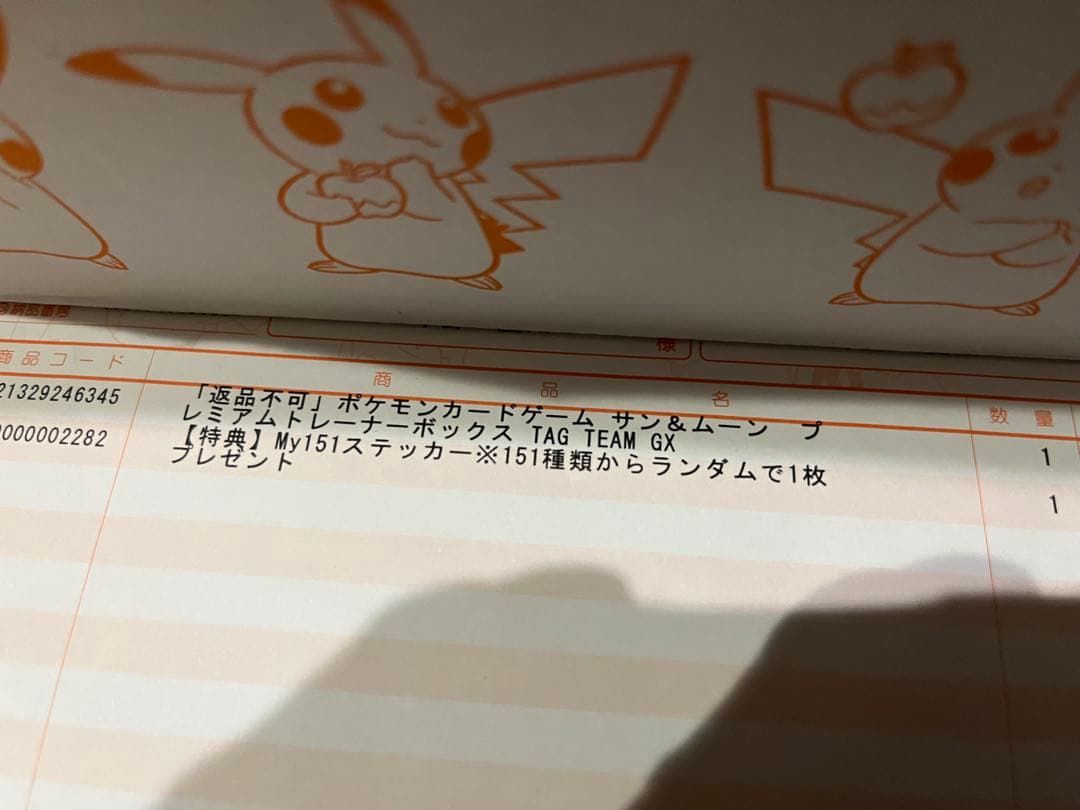 様
商品コード 商品名 数量
21329246345 「返品不可」ポケモンカードゲーム サン&ムーン プ
レミアムトレーナーボックス TAG TEAM GX 1
0000002282 【特典】My151ステッカー※151種類からランダムで1枚
プレゼント 1